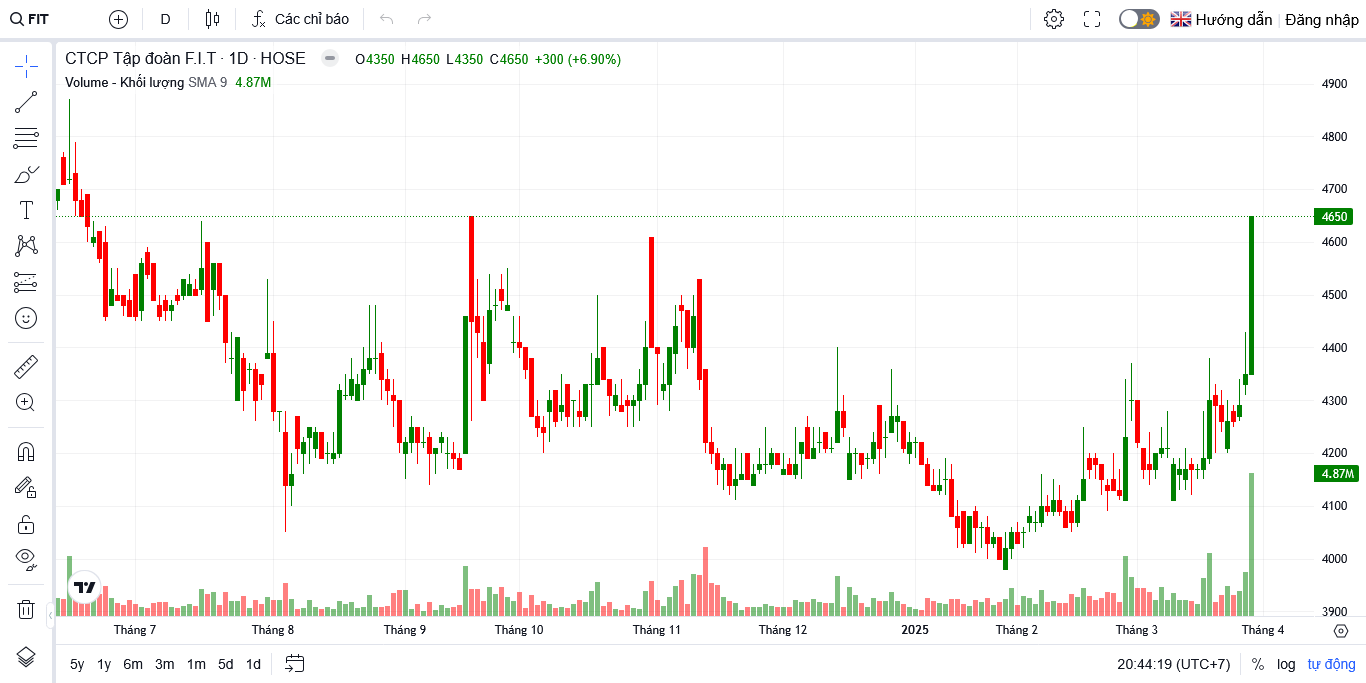 FIT D Các chỉ báo Hướng dẫn Đăng nhập
CTCP Tập đoàn F.I.T · 1D · HOSE O4350 H4650 L4350 C4650 +300 (+6.90%)
Volume - Khối lượng SMA 9 4.87M
4900
4800
4700
4650
4600
4500
4400
4300
4200
4.87M
4100
4000
3900
Tháng 7 Tháng 8 Tháng 9 Tháng 10 Tháng 11 Tháng 12 2025 Tháng 2 Tháng 3 Tháng 4
5y 1y 6m 3m 1m 5d 1d 20:44:19 (UTC+7) % log tự động